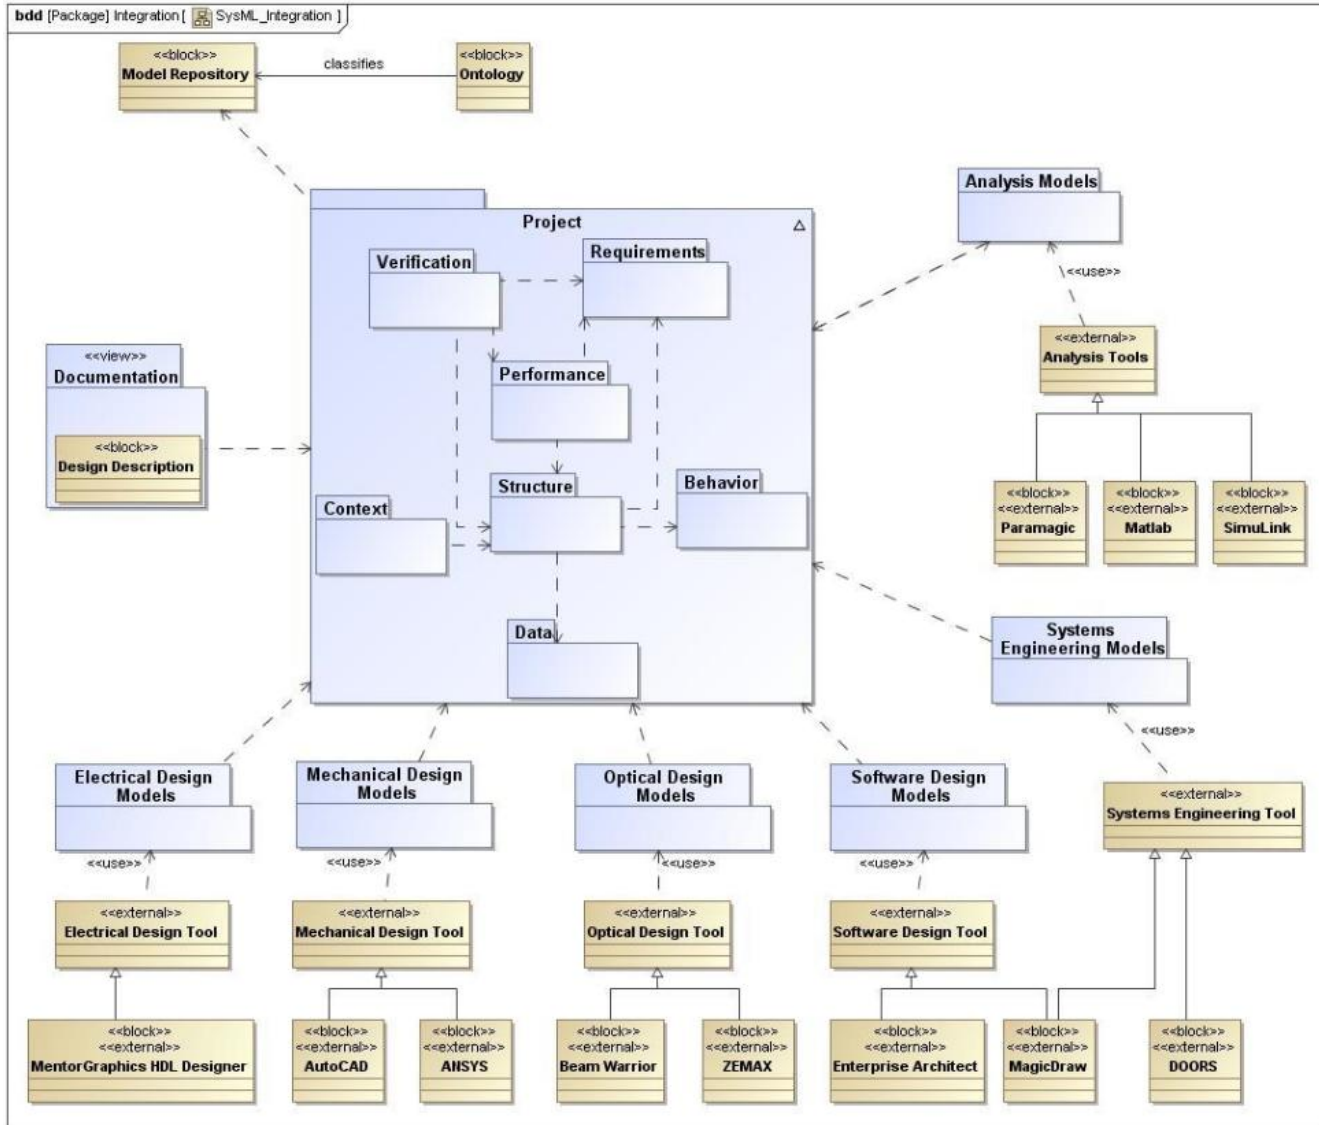 bdd [Package] Integration [ SysML_Integration ]
<<block>>
Model Repository
classifies
<<block>>
Ontology
Analysis Models
<<use>>
<<external>>
Analysis Tools
<<block>>
<<external>>
Paramagic
<<block>>
<<external>>
Matlab
<<block>>
<<external>>
SimuLink
Project
Verification
Requirements
Performance
Structure
Behavior
Context
Data
<<view>>
Documentation
<<block>>
Design Description
Systems
Engineering Models
<<use>>
<<external>>
Systems Engineering Tool
Electrical Design
Models
<<use>>
<<external>>
Electrical Design Tool
<<block>>
<<external>>
MentorGraphics HDL Designer
Mechanical Design
Models
<<use>>
<<external>>
Mechanical Design Tool
<<block>>
<<external>>
AutoCAD
<<block>>
<<external>>
ANSYS
Optical Design
Models
<<use>>
<<external>>
Optical Design Tool
<<block>>
<<external>>
Beam Warrior
<<block>>
<<external>>
ZEMAX
Software Design
Models
<<use>>
<<external>>
Software Design Tool
<<block>>
<<external>>
Enterprise Architect
<<block>>
<<external>>
MagicDraw
<<block>>
<<external>>
DOORS